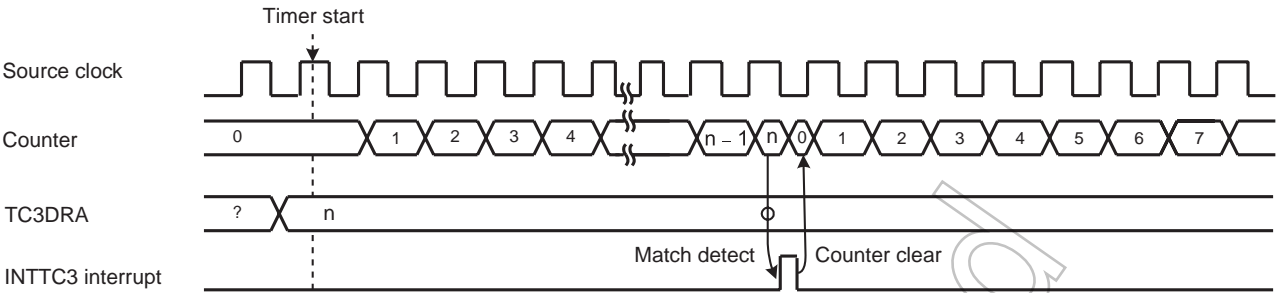 Timer start
Source clock
Counter
0 1 2 3 4 n – 1 n 0 1 2 3 4 5 6 7
TC3DRA
? n
Match detect Counter clear
INTTC3 interrupt